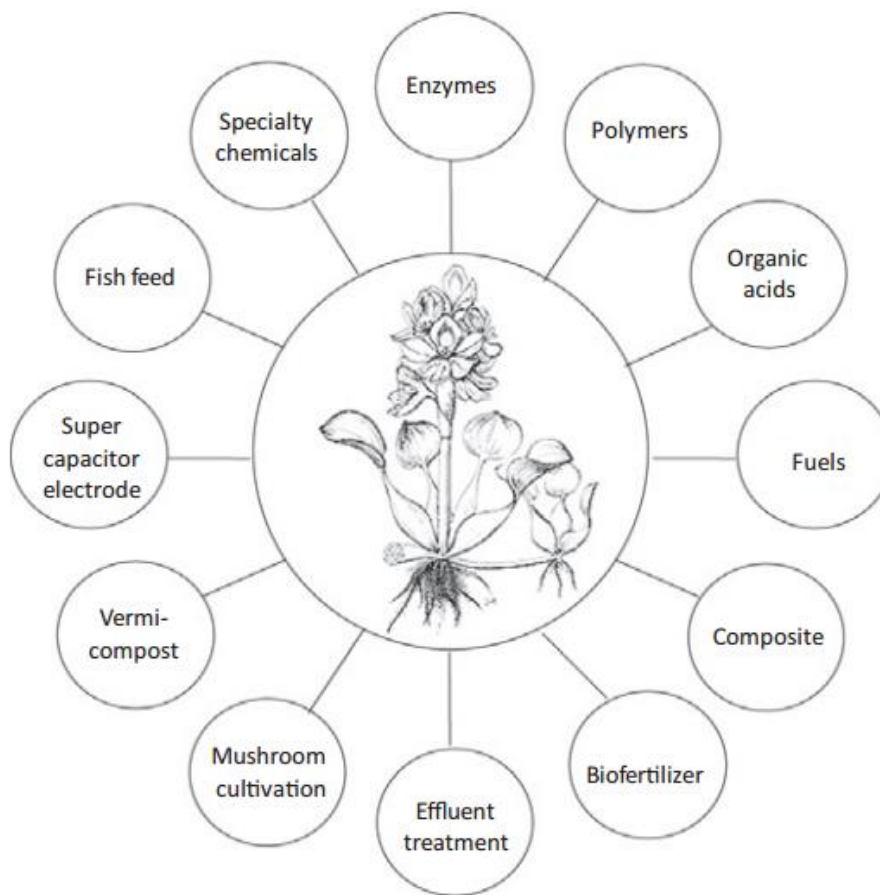 Enzymes
Polymers
Organic
acids
Fuels
Composite
Biofertilizer
Effluent
treatment
Mushroom
cultivation
Vermi-
compost
Super
capacitor
electrode
Fish feed
Specialty
chemicals